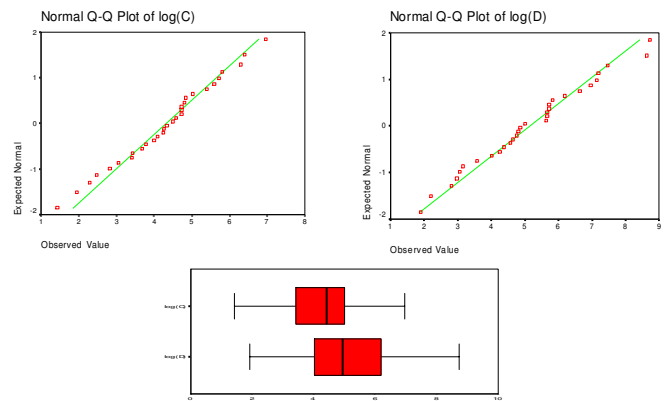 Normal Q-Q Plot of log(C)
2
1
0
-1
-2
Expected Normal
1 2 3 4 5 6 7 8
Observed Value
Normal Q-Q Plot of log(D)
2
1
0
-1
-2
Expected Normal
1 2 3 4 5 6 7 8 9
Observed Value
log(C)
log(D)
0 2 4 6 8 10